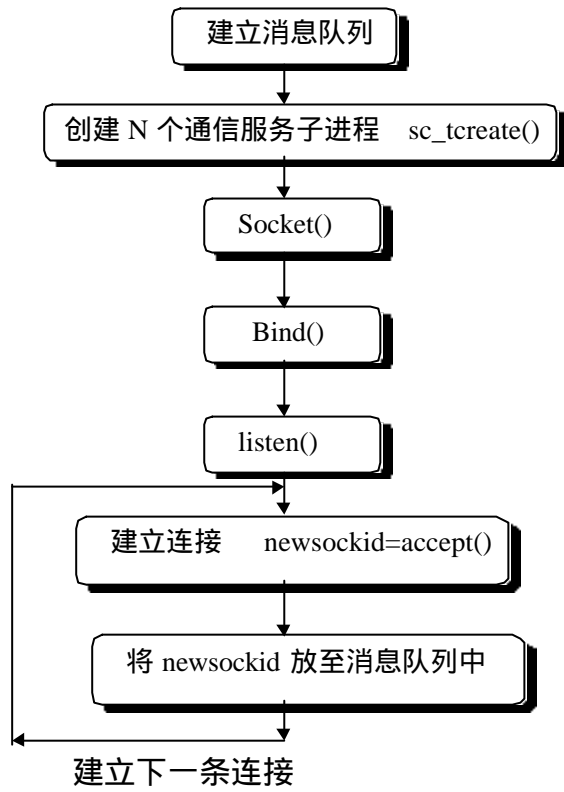 建立消息队列
创建 N 个通信服务子进程 sc_tcreate()
Socket()
Bind()
listen()
建立连接 newsockid=accept()
将 newsockid 放至消息队列中
建立下一条连接